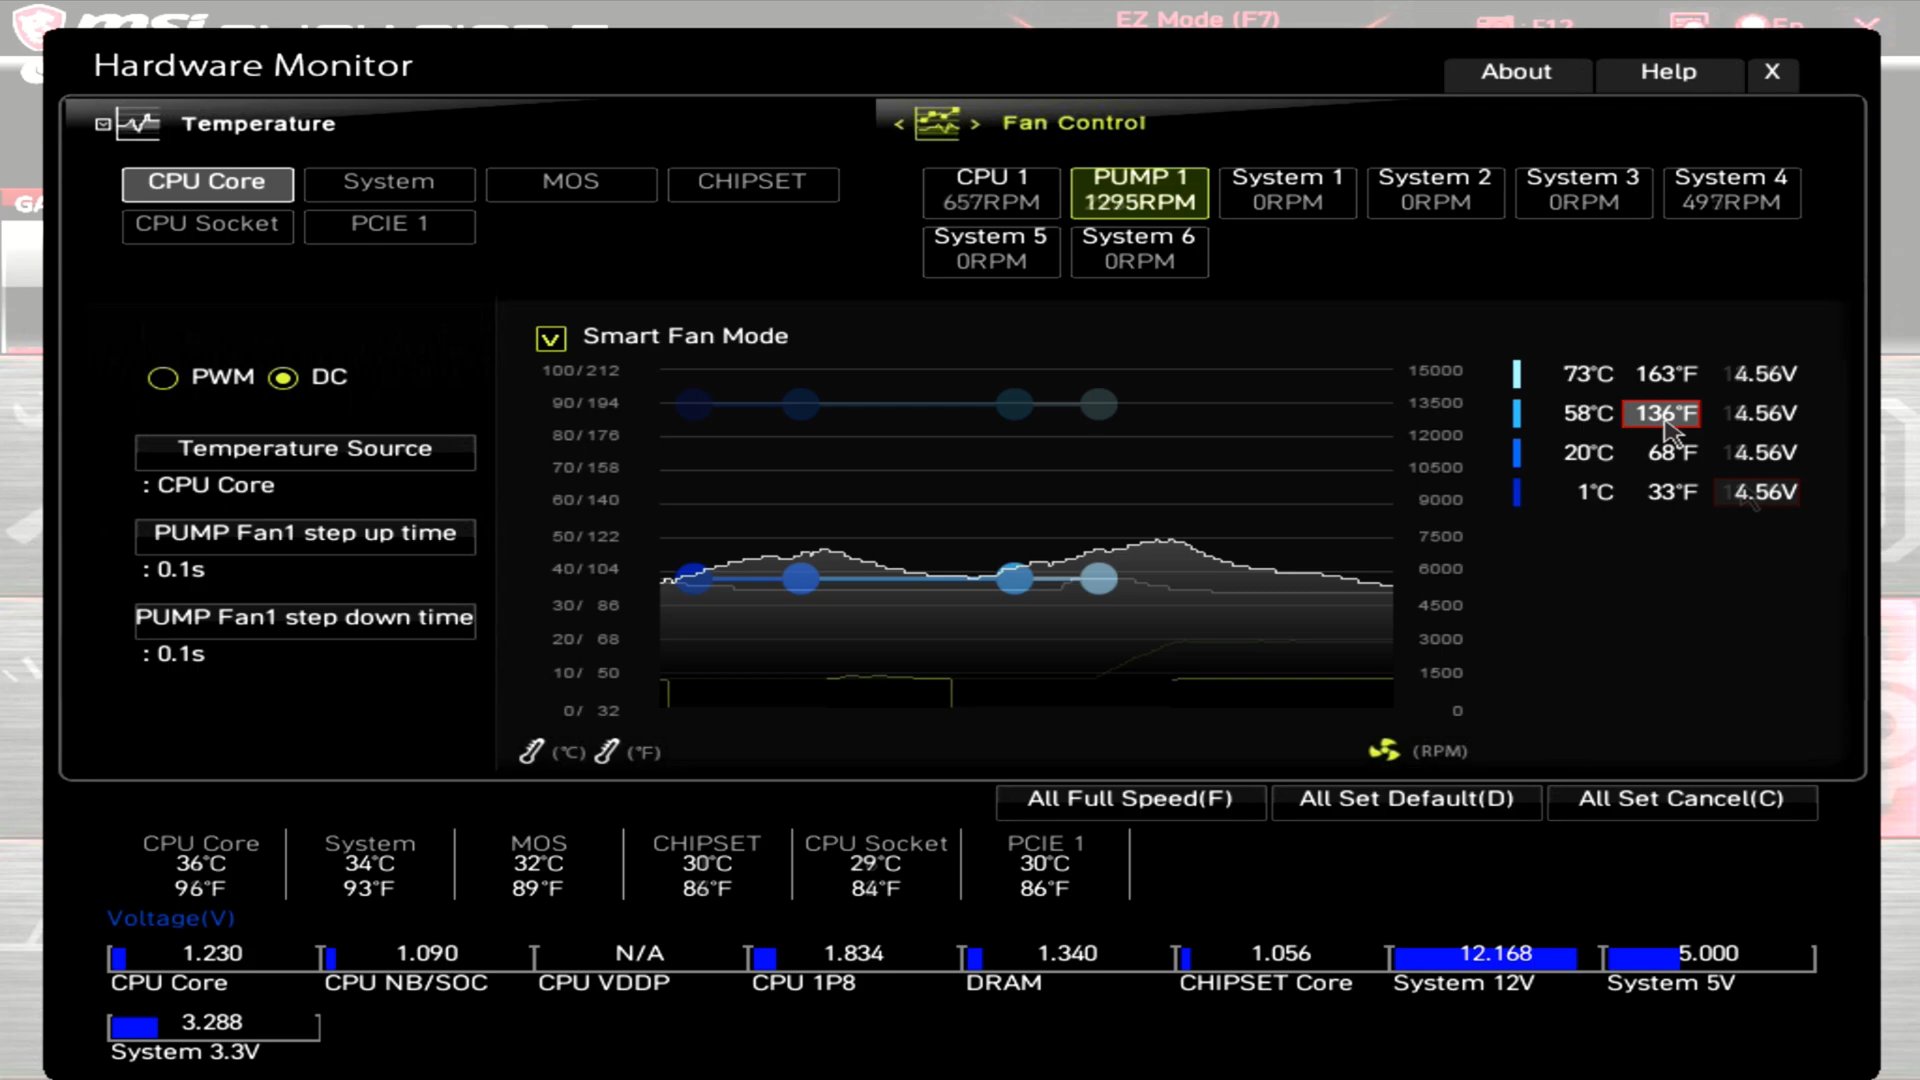 msi
EZ Mode (F7)
: F12
En
Hardware Monitor
About
Help
X
Temperature
< > Fan Control
CPU Core
System
MOS
CHIPSET
CPU Socket
PCIE 1
CPU 1
657RPM
PUMP 1
1295RPM
System 1
0RPM
System 2
0RPM
System 3
0RPM
System 4
497RPM
System 5
0RPM
System 6
0RPM
GA
PWM
DC
Temperature Source
: CPU Core
PUMP Fan1 step up time
: 0.1s
PUMP Fan1 step down time
: 0.1s
V Smart Fan Mode
100/212
90/194
80/176
70/158
60/140
50/122
40/104
30/ 86
20/ 68
10/ 50
0/ 32
15000
13500
12000
10500
9000
7500
6000
4500
3000
1500
0
(°C) (°F)
(RPM)
73°C 163°F 4.56V
58°C 136°F 4.56V
20°C 68°F 4.56V
1°C 33°F 4.56V
All Full Speed(F)
All Set Default(D)
All Set Cancel(C)
CPU Core
36°C
96°F
System
34°C
93°F
MOS
32°C
89°F
CHIPSET
30°C
86°F
CPU Socket
29°C
84°F
PCIE 1
30°C
86°F
Voltage(V)
1.230
CPU Core
1.090
CPU NB/SOC
N/A
CPU VDDP
1.834
CPU 1P8
1.340
DRAM
1.056
CHIPSET Core
12.168
System 12V
5.000
System 5V
3.288
System 3.3V